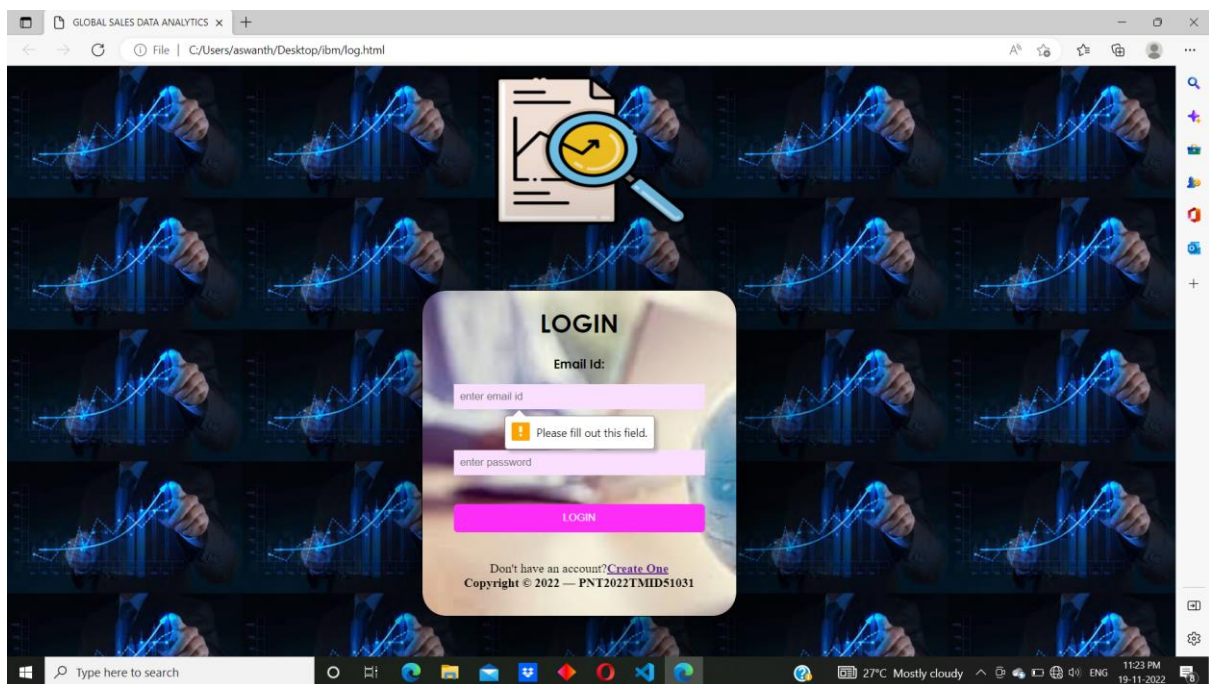 GLOBAL SALES DATA ANALYTICS
File | C:/Users/aswanth/Desktop/ibm/log.html
LOGIN
Email Id:
enter email id
Please fill out this field.
enter password
LOGIN
Don't have an account?Create One
Copyright © 2022 — PNT2022TMID51031
Type here to search
27°C Mostly cloudy
ENG
11:23 PM
19-11-2022
8